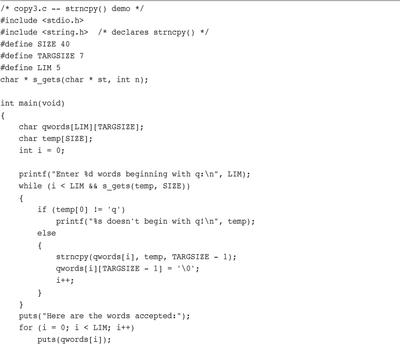 /* copy3.c -- strncpy() demo */
#include <stdio.h>
#include <string.h>  /* declares strncpy() */
#define SIZE 40
#define TARGSIZE 7
#define LIM 5
char * s_gets(char * st, int n);

int main(void)
{
    char qwords[LIM][TARGSIZE];
    char temp[SIZE];
    int i = 0;

    printf("Enter %d words beginning with q:\n", LIM);
    while (i < LIM && s_gets(temp, SIZE))
    {
        if (temp[0] != 'q')
            printf("%s doesn't begin with q!\n", temp);
        else
        {
            strncpy(qwords[i], temp, TARGSIZE - 1);
            qwords[i][TARGSIZE - 1] = '\0';
            i++;
        }
    }
    puts("Here are the words accepted:");
    for (i = 0; i < LIM; i++)
        puts(qwords[i]);